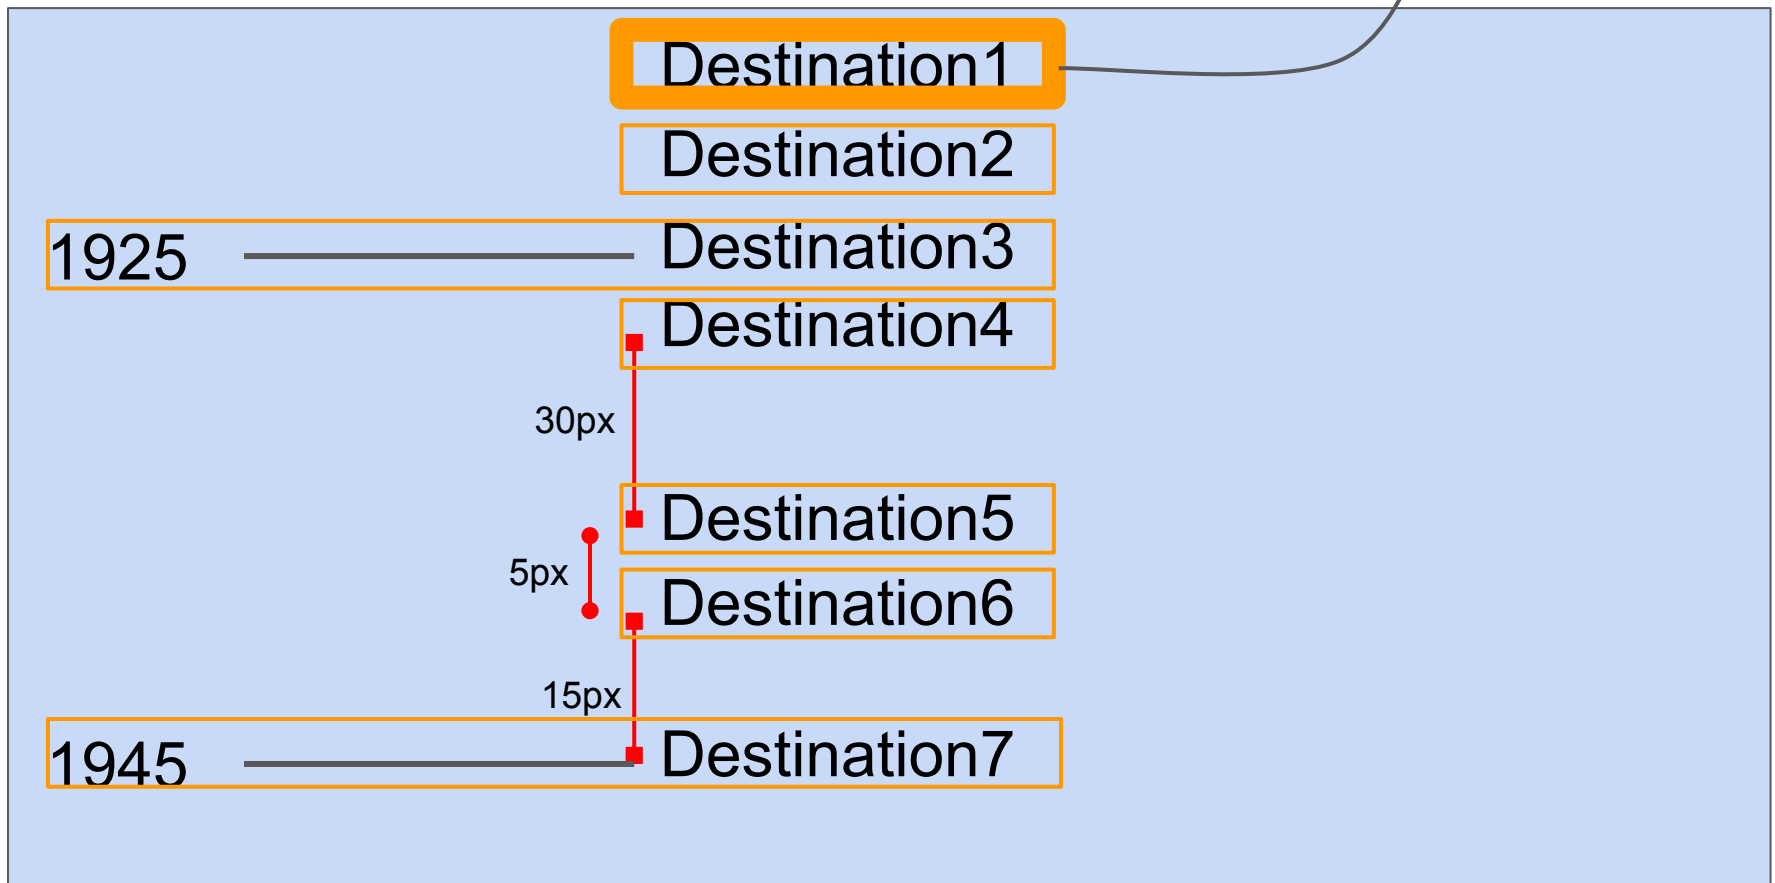 Destination1
Destination2
1925 Destination3
Destination4
30px
Destination5
5px
Destination6
15px
1945 Destination7